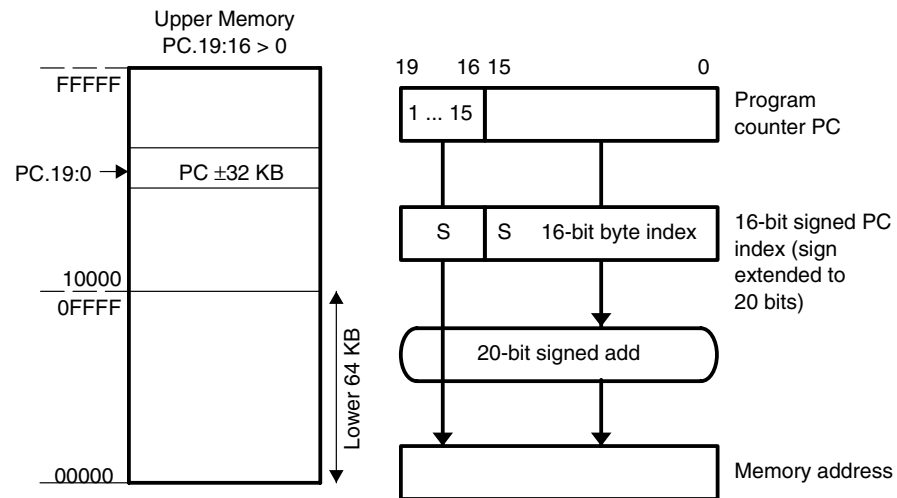 Upper Memory
PC.19:16 > 0
FFFFF
PC.19:0
PC ±32 KB
10000
0FFFF
Lower 64 KB
00000
19
16
15
0
1 ... 15
Program
counter PC
S
S
16-bit byte index
16-bit signed PC
index (sign
extended to
20 bits)
20-bit signed add
Memory address